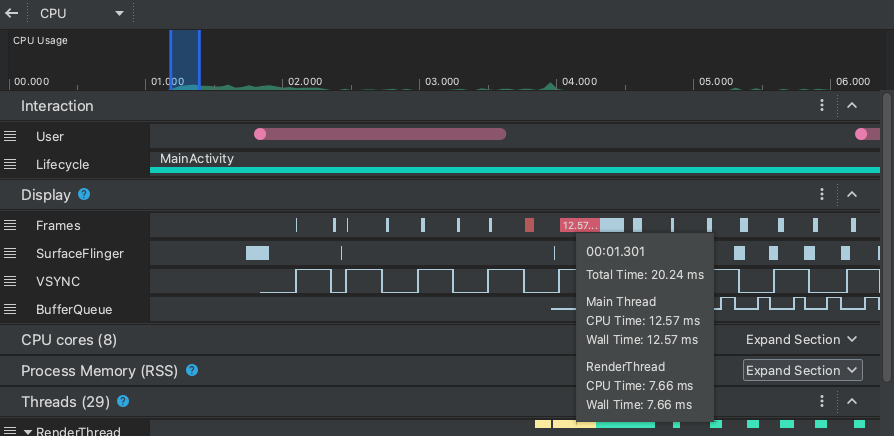 CPU
CPU Usage
00.000 01.000 02.000 03.000 04.000 05.000 06.000
Interaction
User
Lifecycle MainActivity
Display ?
Frames 12.57...
SurfaceFlinger
VSYNC
BufferQueue
00:01.301
Total Time: 20.24 ms
Main Thread
CPU Time: 12.57 ms
Wall Time: 12.57 ms
RenderThread
CPU Time: 7.66 ms
Wall Time: 7.66 ms
CPU cores (8) Expand Section
Process Memory (RSS) ? Expand Section
Threads (29) ?
RenderThread